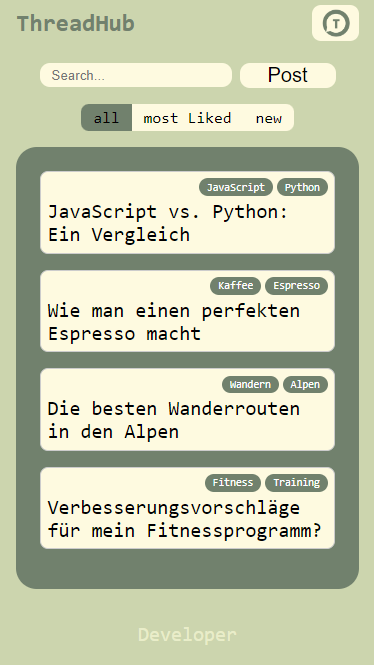 ThreadHub
T
Search...
Post
all
most Liked
new
JavaScript
Python
JavaScript vs. Python:
Ein Vergleich
Kaffee
Espresso
Wie man einen perfekten
Espresso macht
Wandern
Alpen
Die besten Wanderrouten
in den Alpen
Fitness
Training
Verbesserungsvorschläge
für mein Fitnessprogramm?
Developer